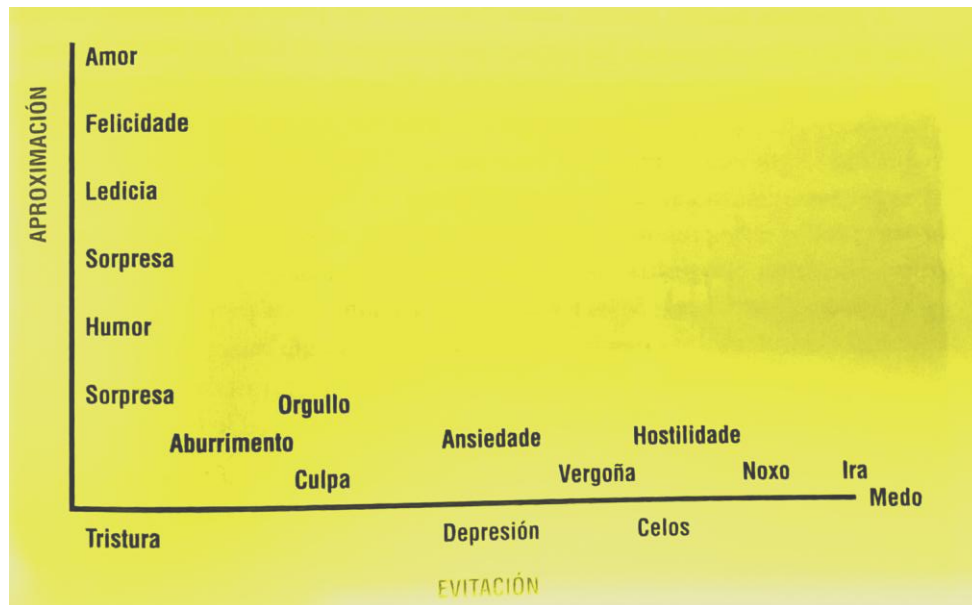 APROXIMACIÓN
Amor
Felicidade
Ledicia
Sorpresa
Humor
Sorpresa
Orgullo
Aburrimento
Ansiedade
Hostilidade
Culpa
Vergoña
Noxo
Ira
Medo
Tristura
Depresión
Celos
EVITACIÓN